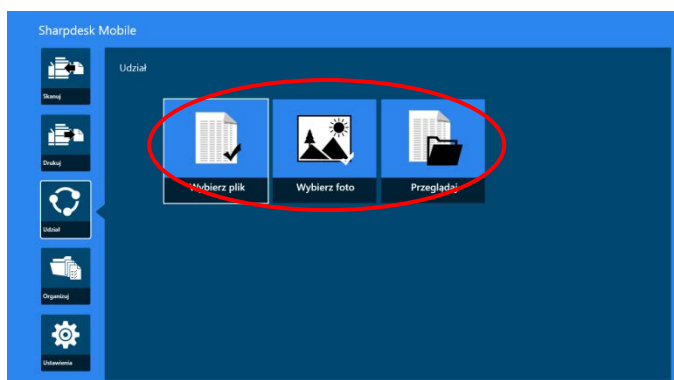 Sharpdesk Mobile
Skanuj
Udział
Drukuj
Wybierz plik
Wybierz foto
Przeglądaj
Udział
Organizuj
Ustawienia